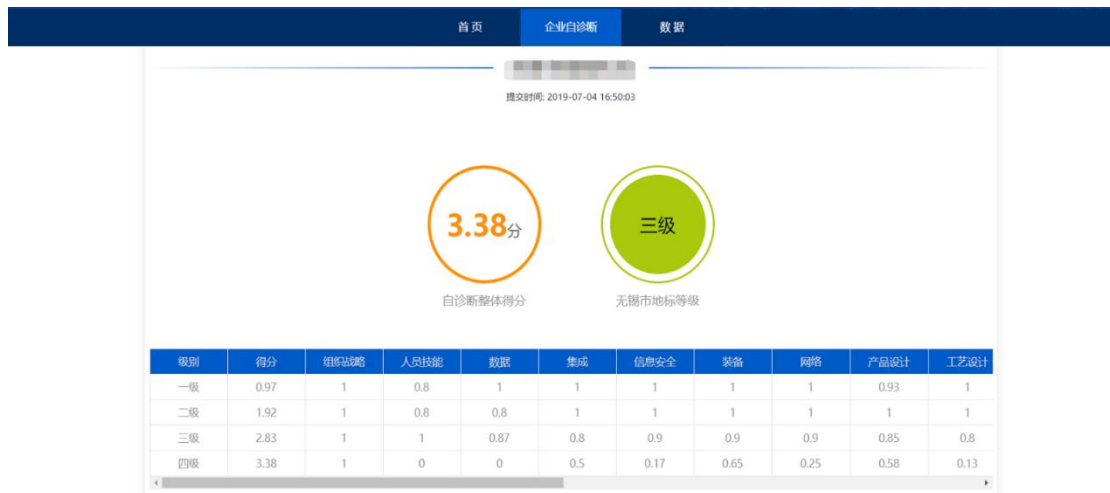 首页 企业自诊断 数据
提交时间: 2019-07-04 16:50:03
3.38分 三级
自诊断整体得分 无锡市地标等级
级别 得分 组织战略 人员技能 数据 集成 信息安全 装备 网络 产品设计 工艺设计
一级 0.97 1 0.8 1 1 1 1 1 0.93 1
二级 1.92 1 0.8 0.8 1 1 1 1 1 1
三级 2.83 1 1 0.87 0.8 0.9 0.9 0.9 0.85 0.8
四级 3.38 1 0 0 0.5 0.17 0.65 0.25 0.58 0.13